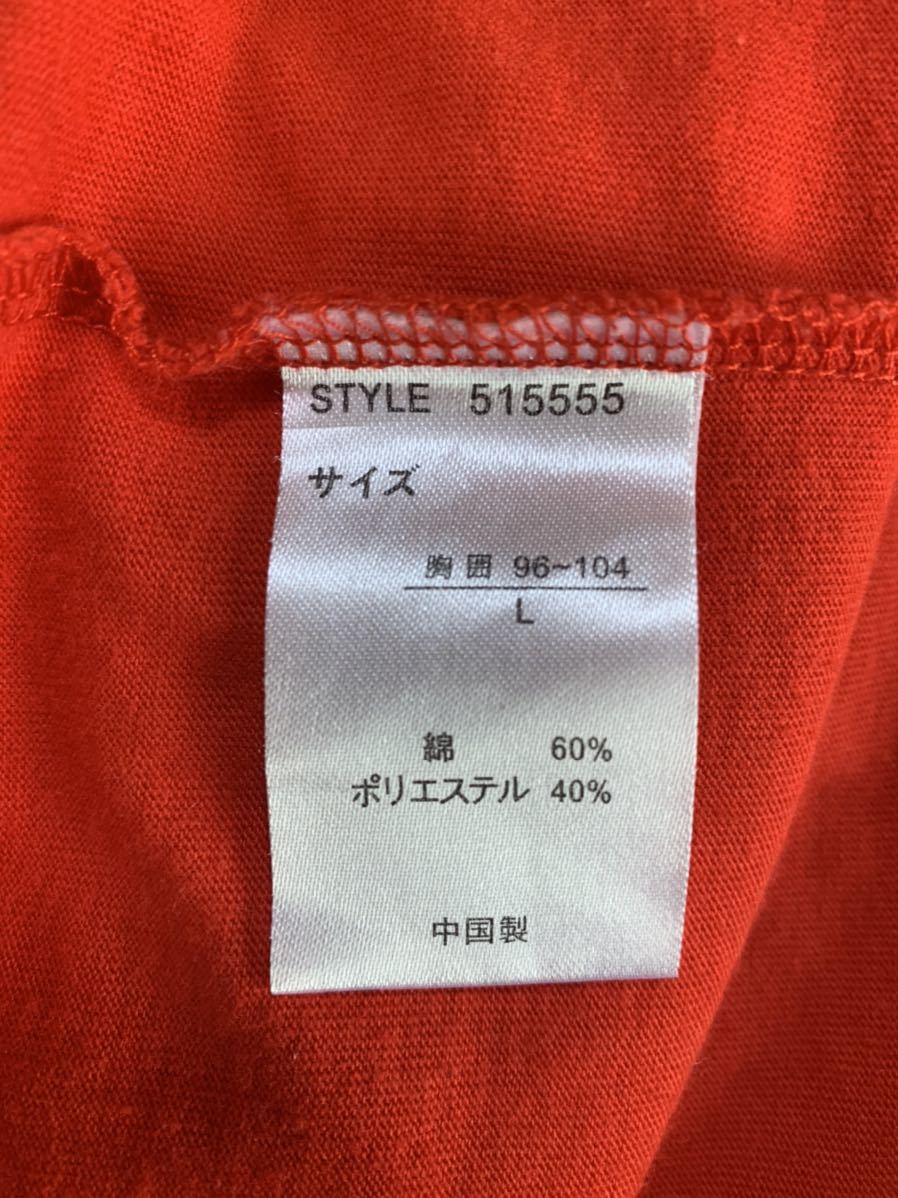 STYLE 515555
サイズ
胸囲 96~104
L
綿 60%
ポリエステル 40%
中国製